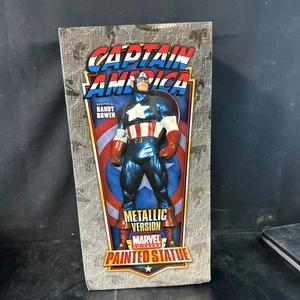 CAPTAIN
AMERICA
RANDY
BOWEN
METALLIC
VERSION
MARVEL
PAINTED STATUE